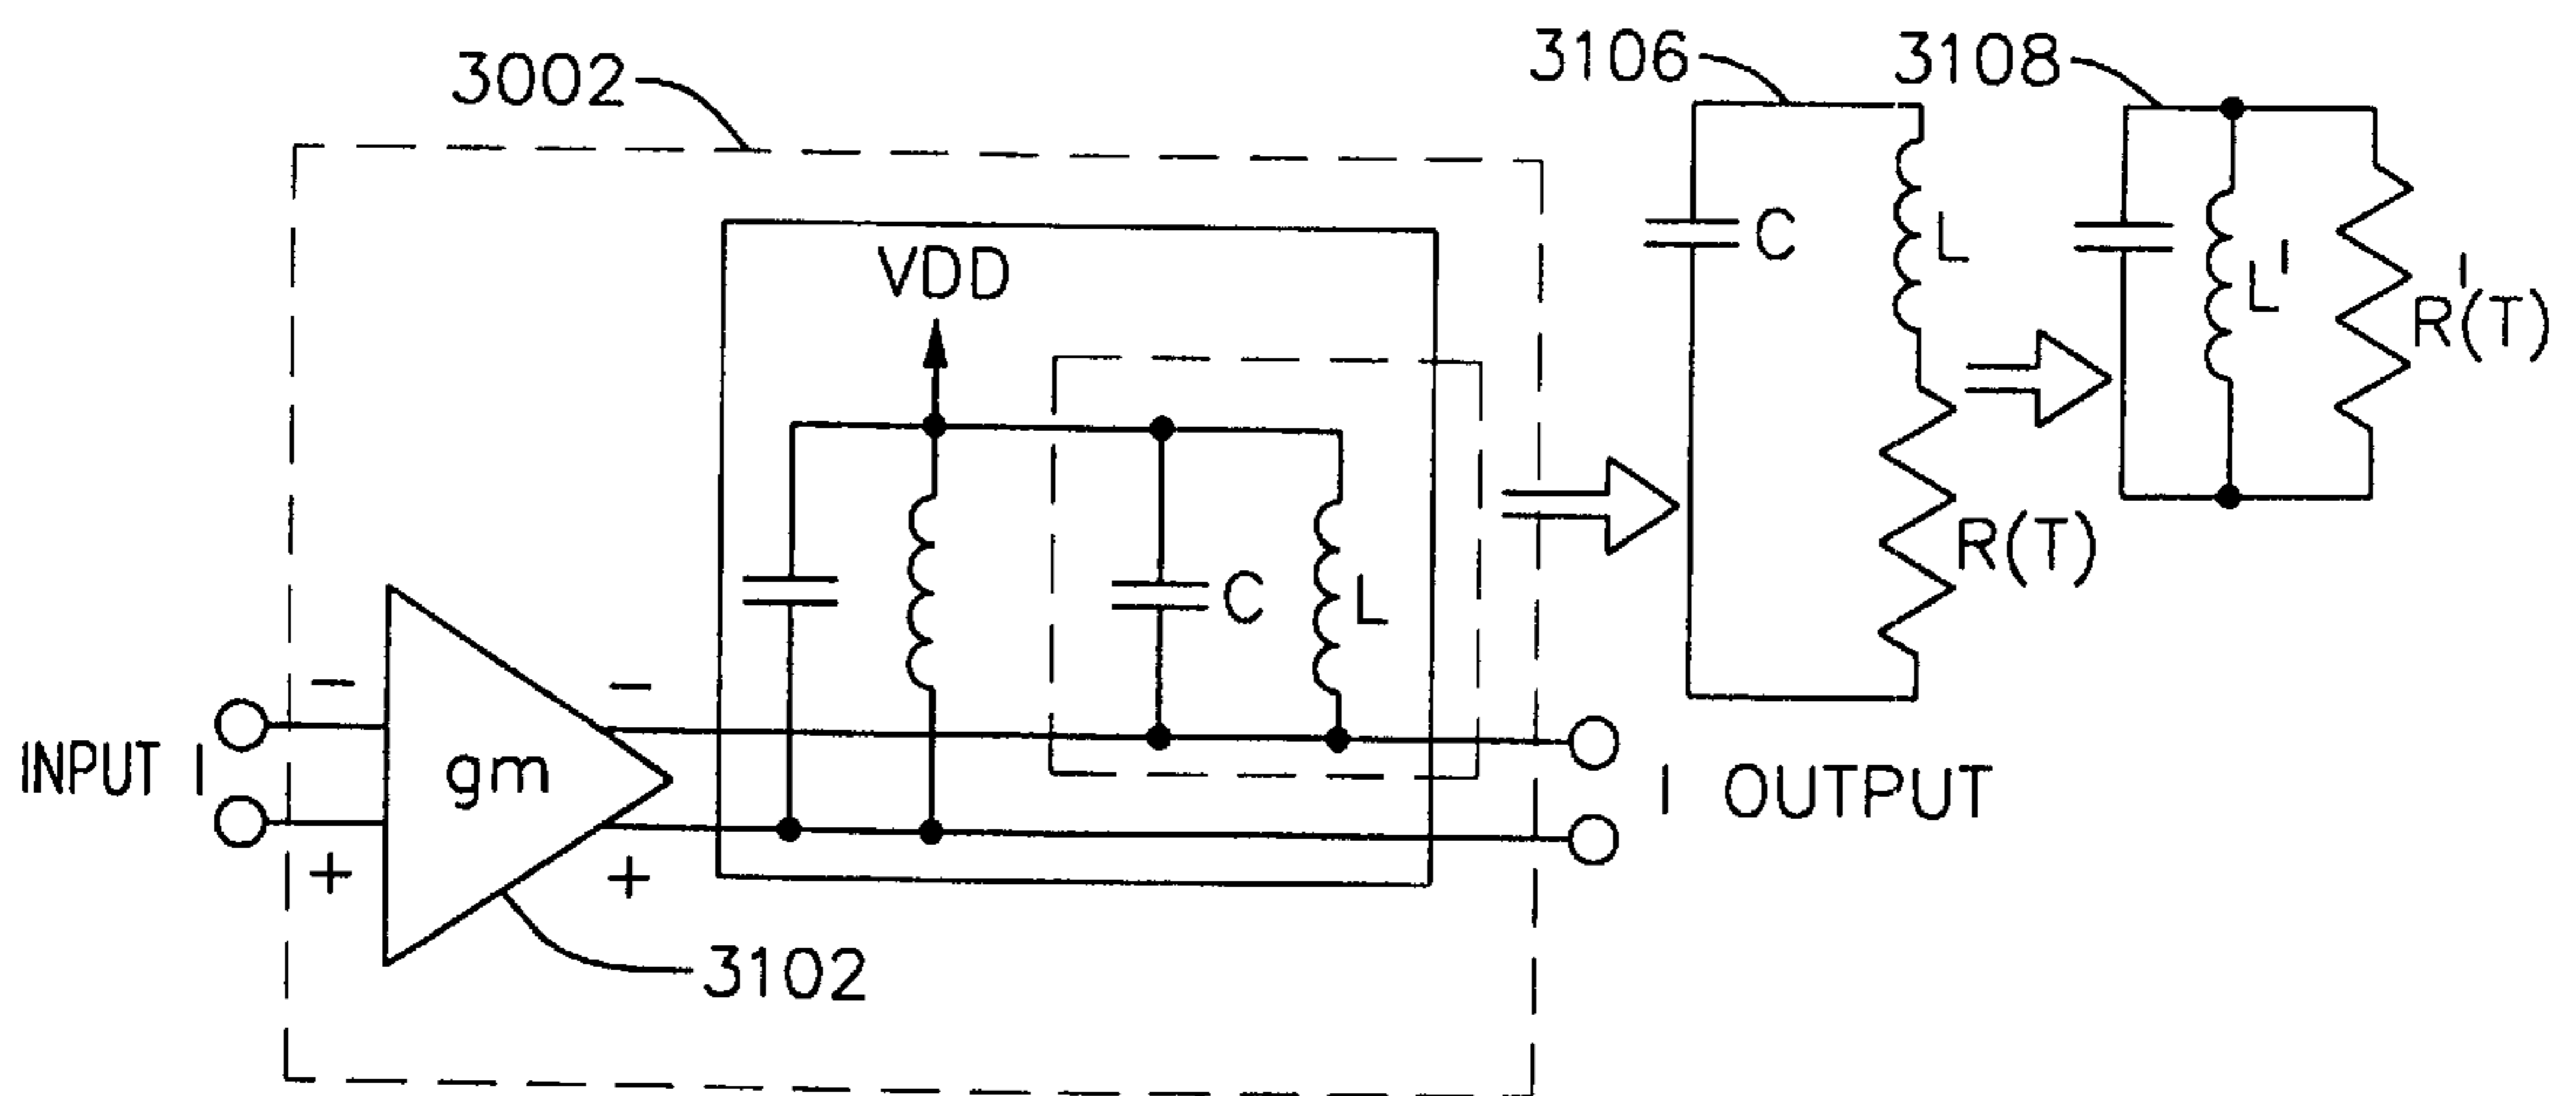 3002
3106
3108
VDD
C
L
L'
R'(T)
R(T)
C
L
−
−
INPUT
gm
OUTPUT
+
+
3102